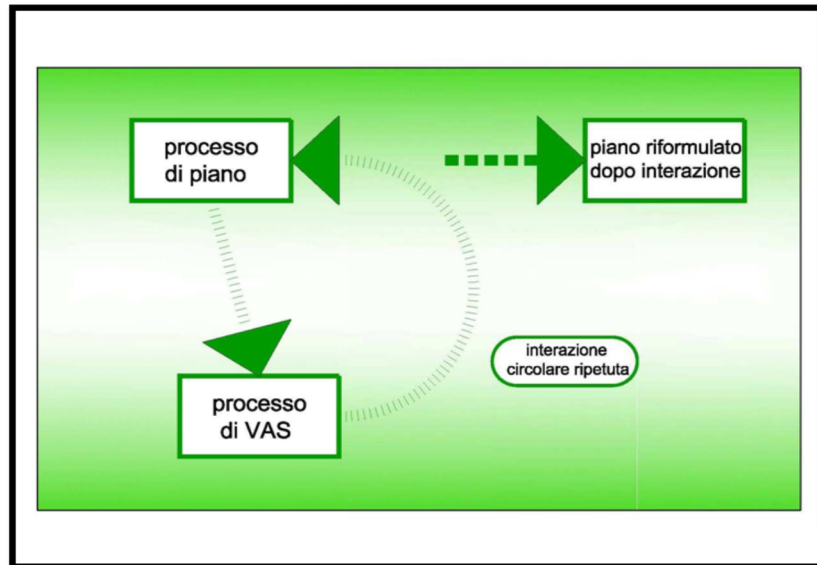 processo
di piano
piano riformulato
dopo interazione
interazione
circolare ripetuta
processo
di VAS